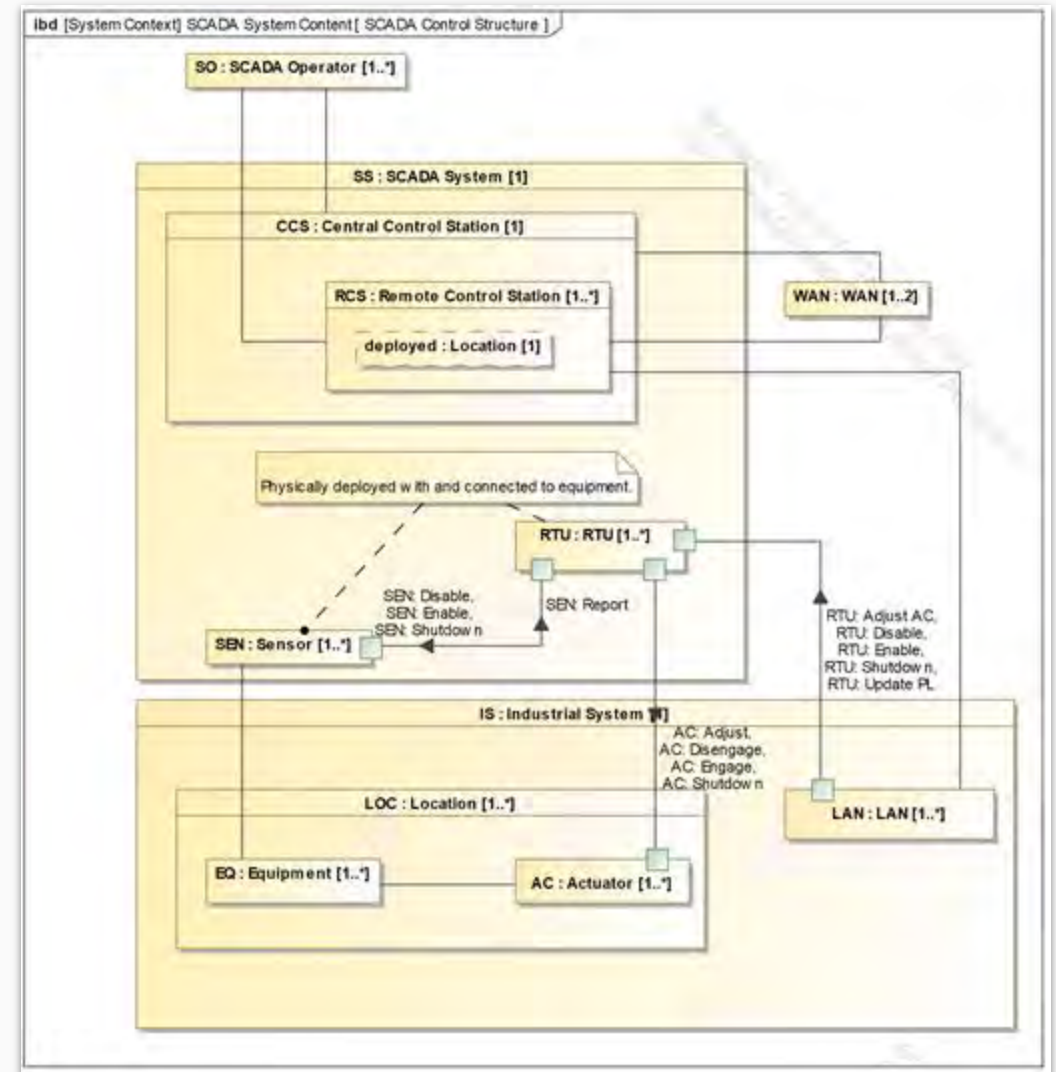 ibd [System Context] SCADA System Content [ SCADA Control Structure ]
SO : SCADA Operator [1..*]
SS : SCADA System [1]
CCS : Central Control Station [1]
RCS : Remote Control Station [1..*]
WAN : WAN [1..2]
deployed : Location [1]
Physically deployed with and connected to equipment.
RTU : RTU [1..*]
SEN: Disable,
SEN: Enable,
SEN: Shutdown
SEN: Report
SEN : Sensor [1..*]
RTU: Adjust AC,
RTU: Disable,
RTU: Enable,
RTU: Shutdown,
RTU: Update PL
IS : Industrial System
AC: Adjust,
AC: Disengage,
AC: Engage,
AC: Shutdown
LOC : Location [1..*]
LAN : LAN [1..*]
EQ : Equipment [1..*]
AC : Actuator [1..*]